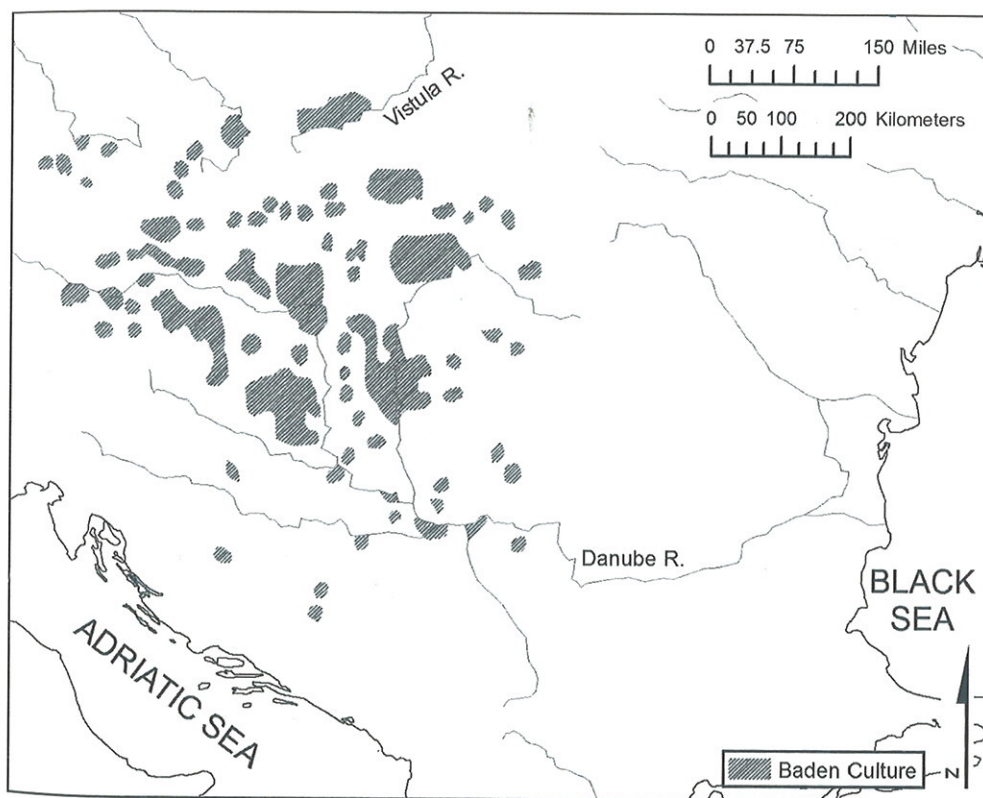 0 37.5 75 150 Miles
0 50 100 200 Kilometers
Vistula R.
Danube R.
BLACK
SEA
ADRIATIC SEA
Baden Culture
N